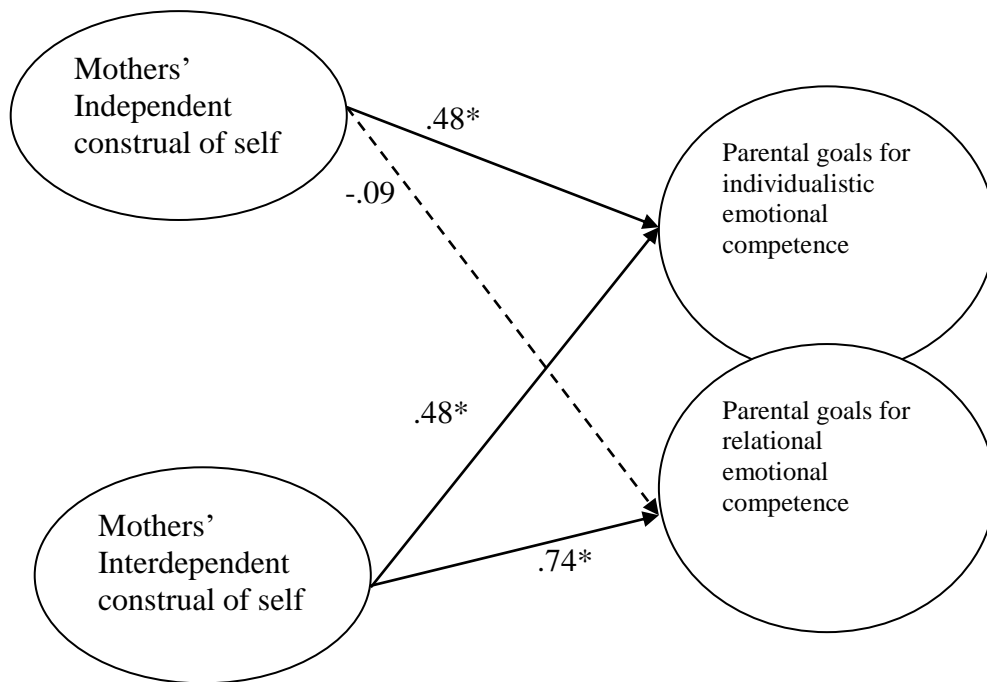 Mothers’
Independent
construal of self
.48*
-.09
Parental goals for
individualistic
emotional
competence
.48*
Parental goals for
relational
emotional
competence
Mothers’
Interdependent
construal of self
.74*